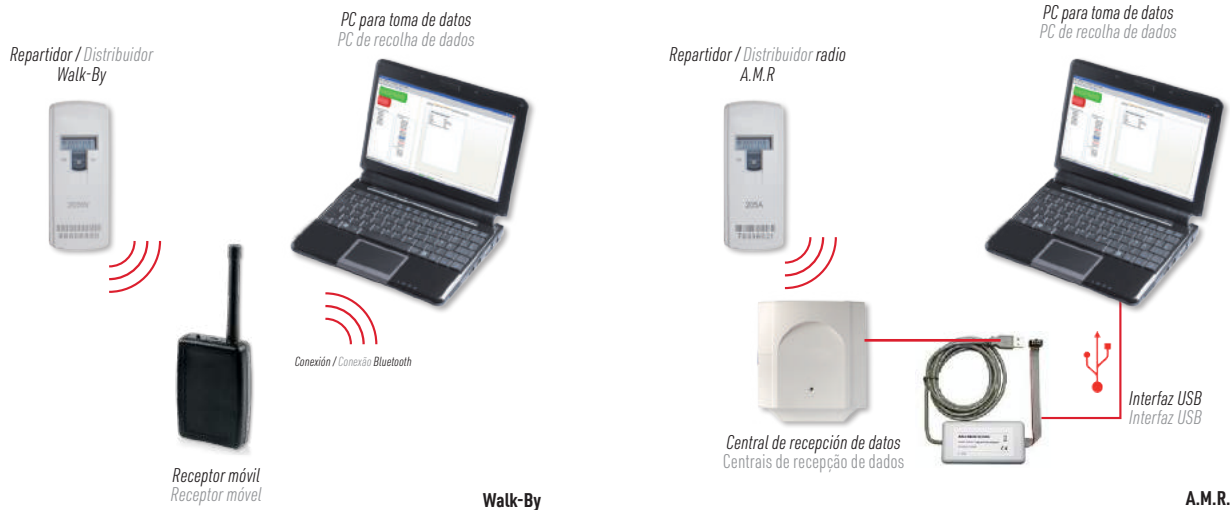 PC para toma de datos
PC de recolha de dados
Repartidor / Distribuidor
Walk-By
Conexión / Conexão Bluetooth
Receptor móvil
Receptor móvel
Walk-By
PC para toma de datos
PC de recolha de dados
Repartidor / Distribuidor radio
A.M.R
205A
Interfaz USB
Interfaz USB
Central de recepción de datos
Centrais de recepção de dados
A.M.R.